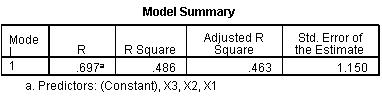 Model Summary
Mode
l R R Square Adjusted R Square Std. Error of the Estimate
1 .697a .486 .463 1.150
a. Predictors: (Constant), X3, X2, X1